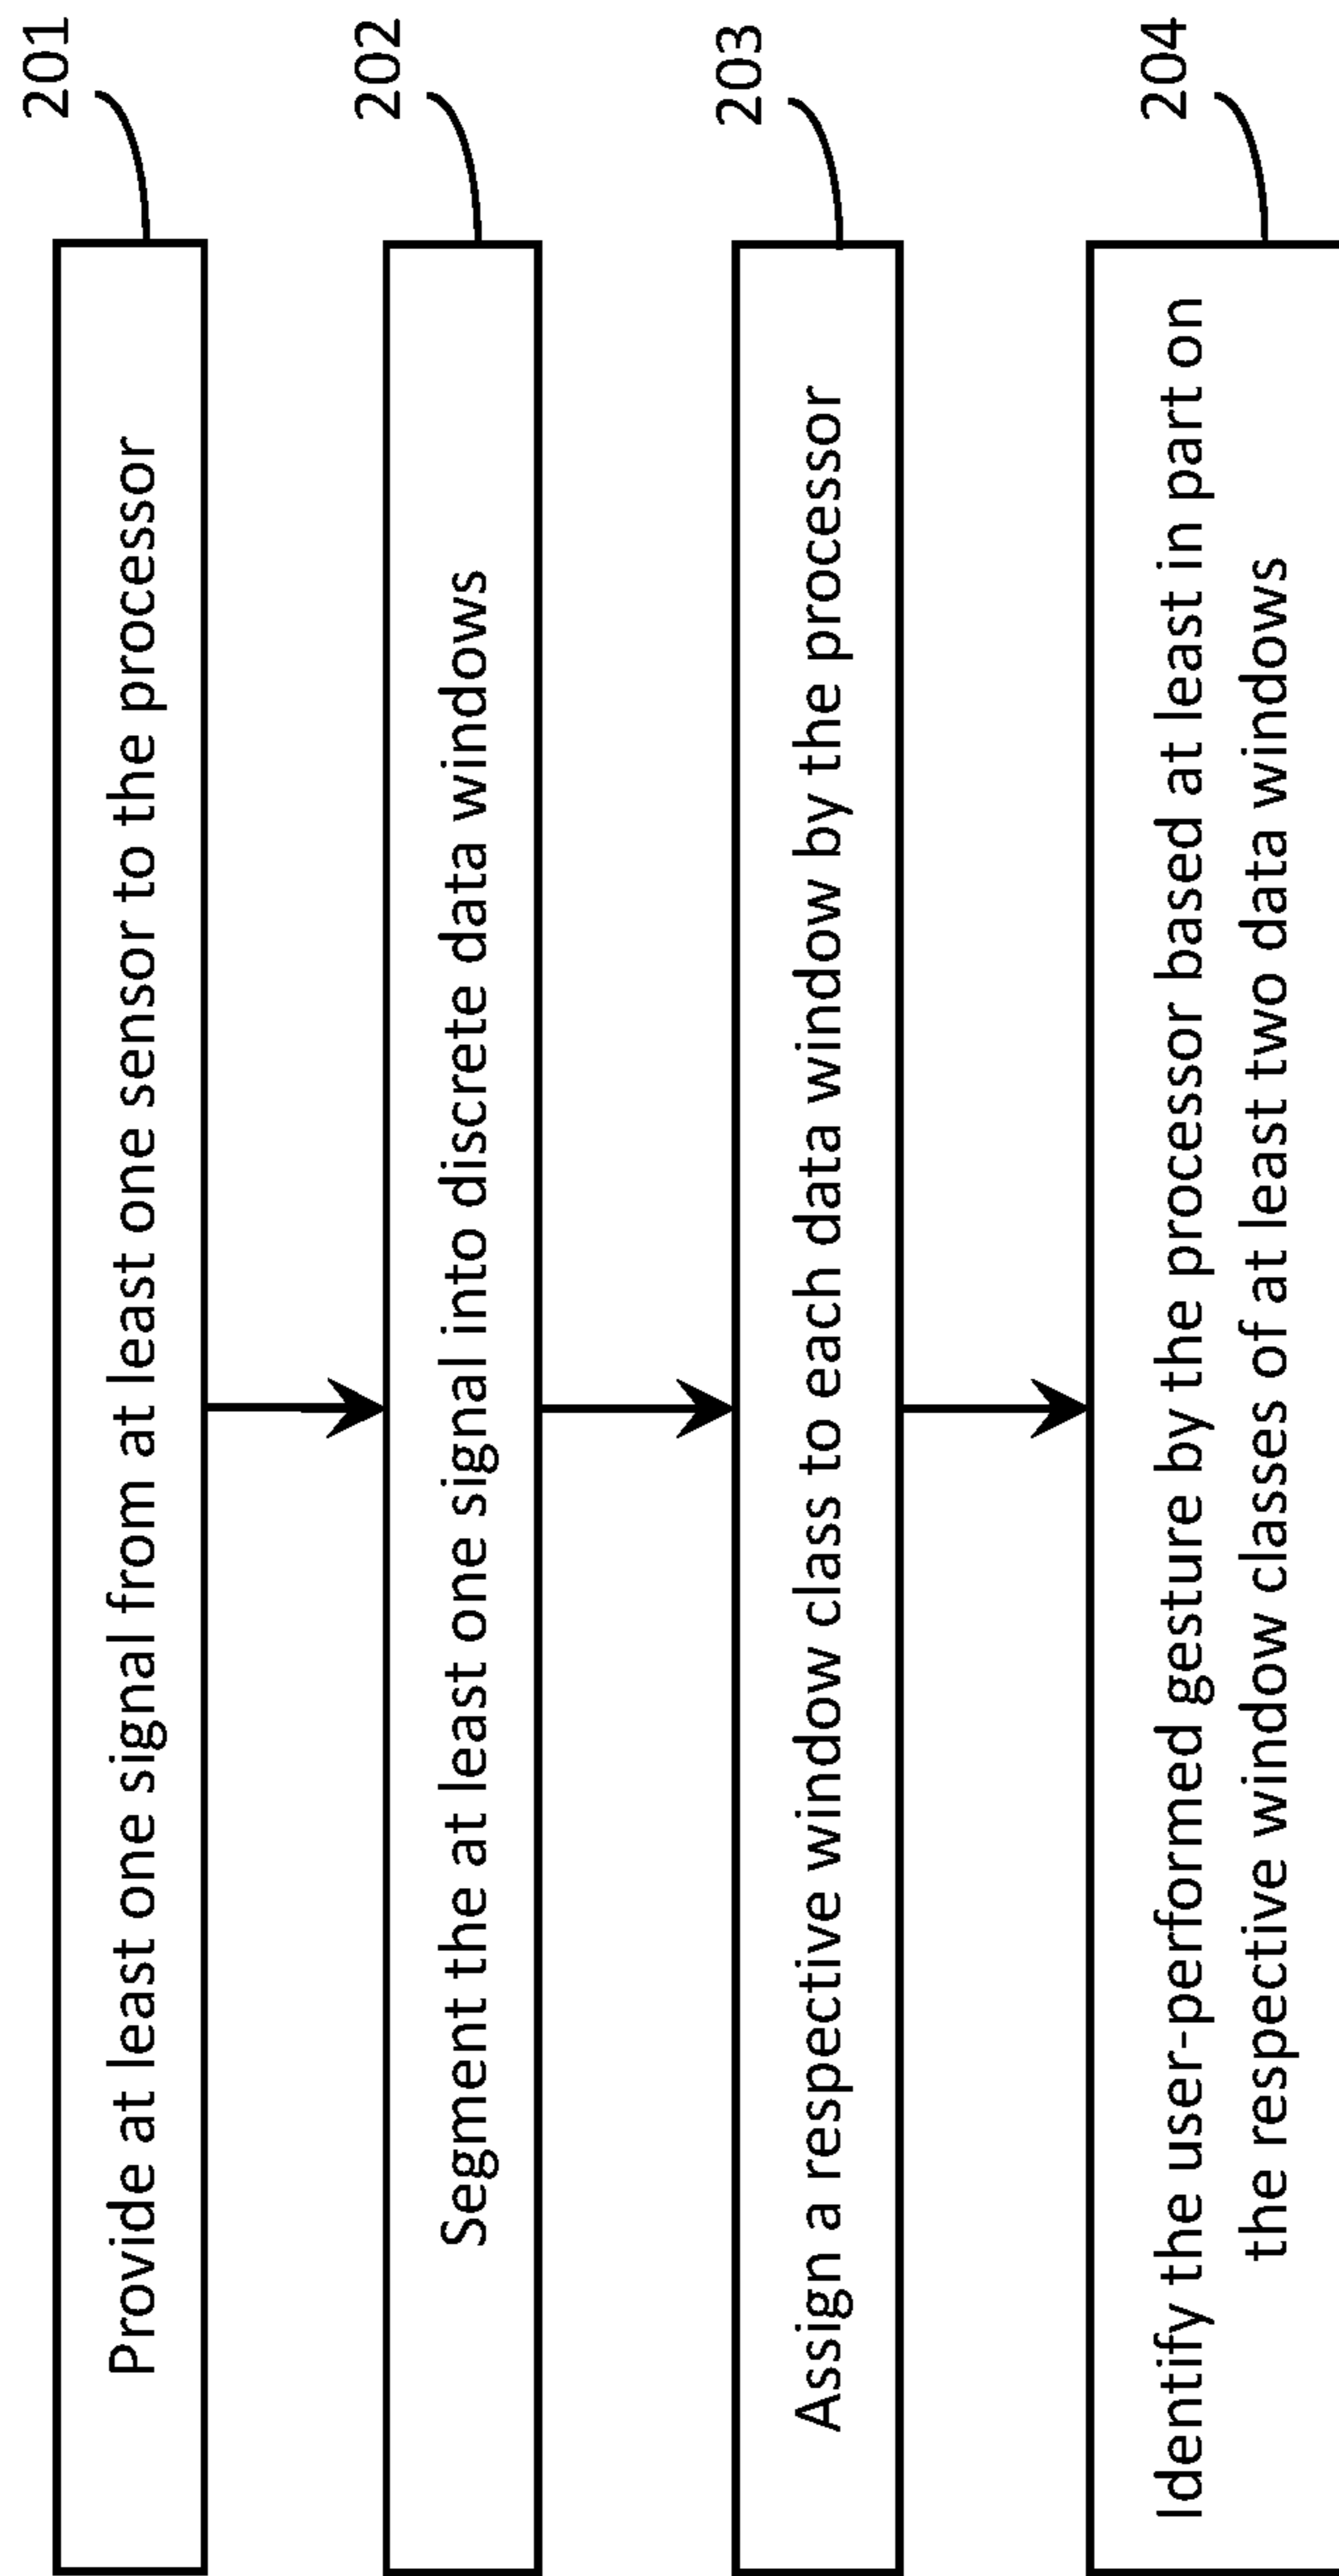 201
Provide at least one signal from at least one sensor to the processor
202
Segment the at least one signal into discrete data windows
203
Assign a respective window class to each data window by the processor
204
Identify the user-performed gesture by the processor based at least in part on
the respective window classes of at least two data windows